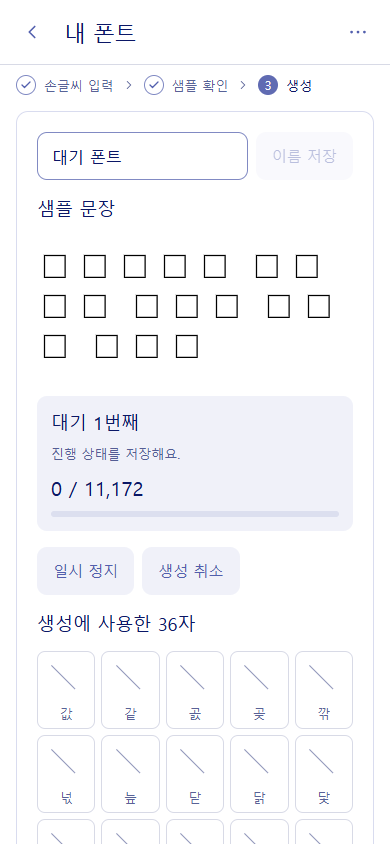 내 폰트
손글씨 입력
샘플 확인
3 생성
대기 폰트
이름 저장
샘플 문장
대기 1번째
진행 상태를 저장해요.
0 / 11,172
일시 정지
생성 취소
생성에 사용한 36자
값 같 곬 곶 깎
넋 늪 닫 닭 닻